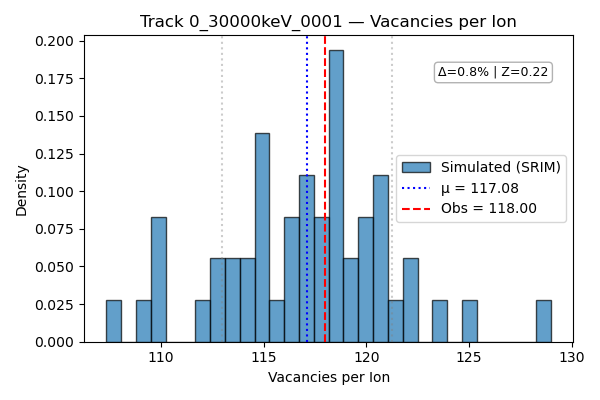 Track 0_30000keV_0001 — Vacancies per Ion
Δ=0.8% | Z=0.22
Simulated (SRIM)
μ = 117.08
Obs = 118.00
Density
0.200
0.175
0.150
0.125
0.100
0.075
0.050
0.025
0.000
110
115
120
125
130
Vacancies per Ion